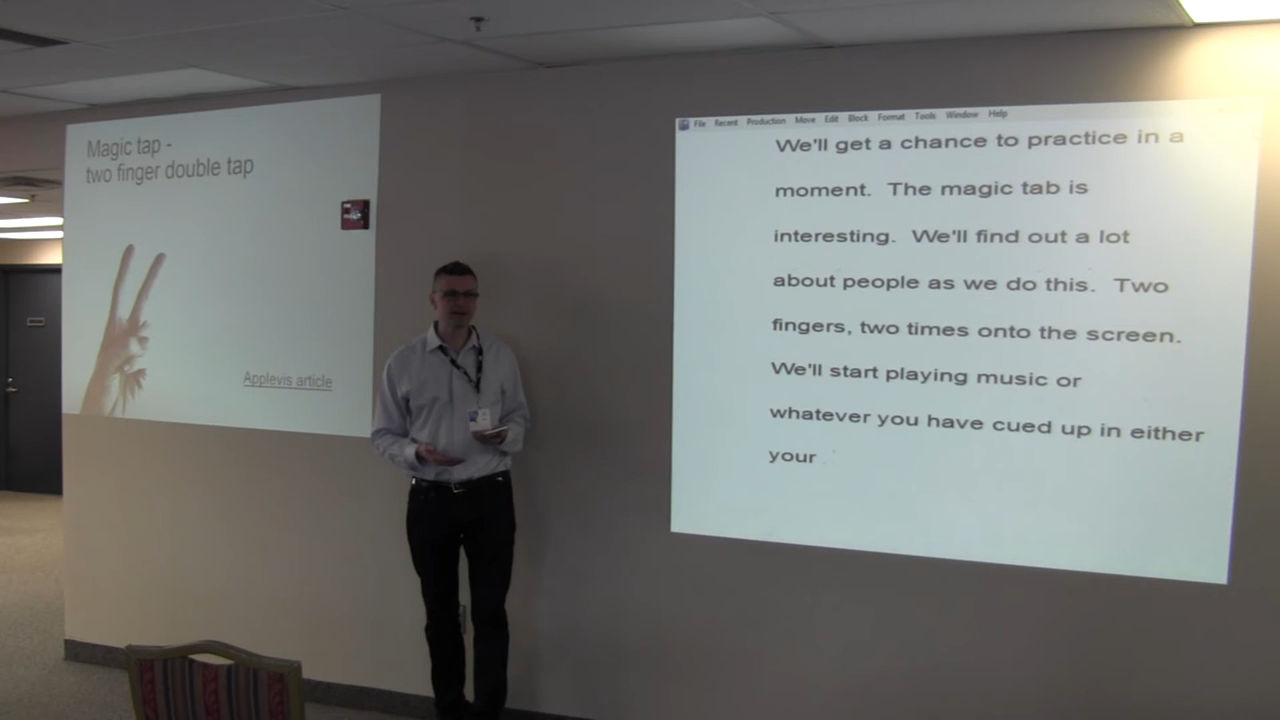 Magic tap -
two finger double tap
Applevis article
File Recent Production Move Edit Block Format Tools Window Help
We'll get a chance to practice in a
moment. The magic tab is
interesting. We'll find out a lot
about people as we do this. Two
fingers, two times onto the screen.
We'll start playing music or
whatever you have cued up in either
your